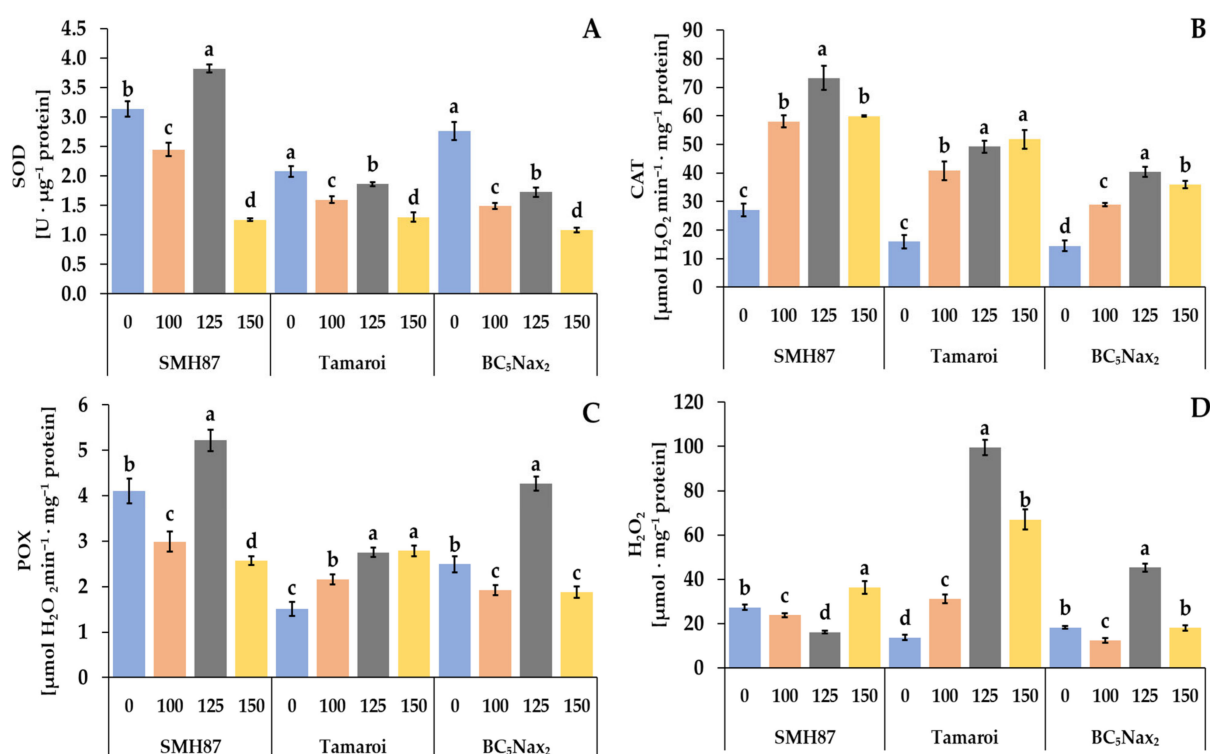 A
SOD
[U · µg⁻¹ protein]
4.5
4.0
3.5
3.0
2.5
2.0
1.5
1.0
0.5
0.0
b c a d a c b d a c b d
0 100 125 150 0 100 125 150 0 100 125 150
SMH87 Tamaroi BC₅Nax₂
B
CAT
[µmol H₂O₂ min⁻¹ · mg⁻¹ protein]
90
80
70
60
50
40
30
20
10
0
c b a b c b a a d c a b
0 100 125 150 0 100 125 150 0 100 125 150
SMH87 Tamaroi BC₅Nax₂
C
POX
[µmol H₂O₂min⁻¹ · mg⁻¹ protein]
6
5
4
3
2
1
0
b c a d c b a a b c a c
0 100 125 150 0 100 125 150 0 100 125 150
SMH87 Tamaroi BC₅Nax₂
D
H₂O₂
[µmol · mg⁻¹ protein]
120
100
80
60
40
20
0
b c d a d c a b b c a b
0 100 125 150 0 100 125 150 0 100 125 150
SMH87 Tamaroi BC₅Nax₂